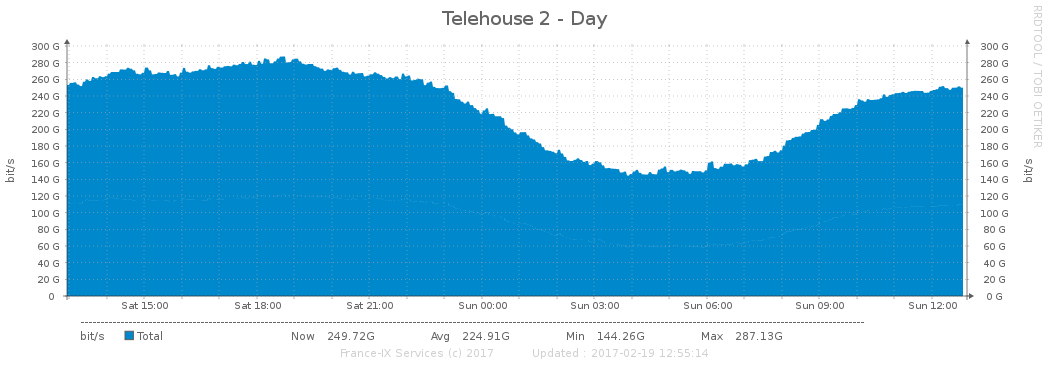 Telehouse 2 - Day
RRDTOOL / TOBI OETIKER
bit/s
300 G 300 G
280 G 280 G
260 G 260 G
240 G 240 G
220 G 220 G
200 G 200 G
180 G 180 G
160 G 160 G
140 G 140 G
120 G 120 G
100 G 100 G
80 G 80 G
60 G 60 G
40 G 40 G
20 G 20 G
0 0 G
bit/s
Sat 15:00 Sat 18:00 Sat 21:00 Sun 00:00 Sun 03:00 Sun 06:00 Sun 09:00 Sun 12:00
bit/s Total Now 249.72G Avg 224.91G Min 144.26G Max 287.13G
France-IX Services (c) 2017 Updated : 2017-02-19 12:55:14